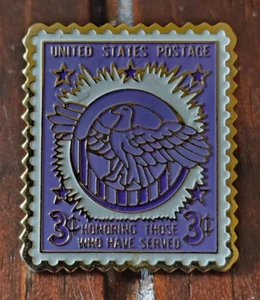 UNITED STATES POSTAGE
3¢ HONORING THOSE 3¢
WHO HAVE SERVED